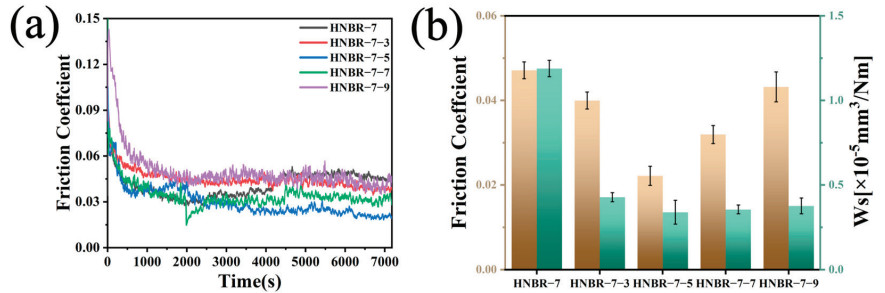 (a)
0.15
0.12
0.09
0.06
0.03
0.00
Friction Coeffcient
HNBR-7
HNBR-7-3
HNBR-7-5
HNBR-7-7
HNBR-7-9
0 1000 2000 3000 4000 5000 6000 7000
Time(s)
(b)
0.06
0.04
0.02
0.00
Friction Coeffcient
1.5
1.0
0.5
0.0
Ws[×10⁻⁵mm³/Nm]
HNBR-7 HNBR-7-3 HNBR-7-5 HNBR-7-7 HNBR-7-9